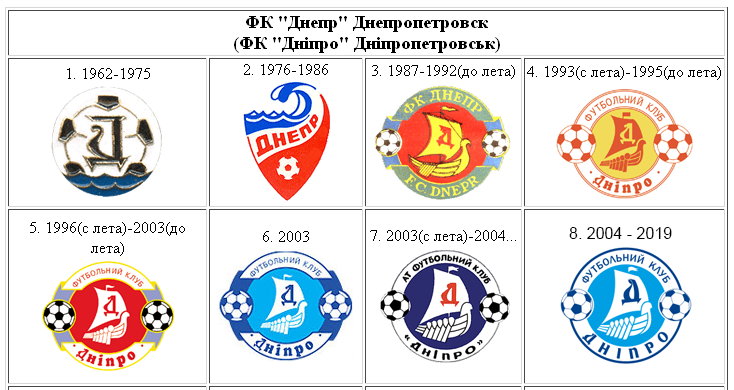 ФК "Днепр" Днепропетровск
(ФК "Дніпро" Дніпропетровськ)
1. 1962-1975
2. 1976-1986
3. 1987-1992(до лета)
4. 1993(с лета)-1995(до лета)
Д
ДНЕПР
ФК ДНЕПР
Д
F.C. DNEPR
ФУТБОЛЬНИЙ КЛУБ
Д
Дніпро
5. 1996(с лета)-2003(до
лета)
6. 2003
7. 2003(с лета)-2004...
8. 2004 - 2019
ФУТБОЛЬНИЙ КЛУБ
Д
Дніпро
ФУТБОЛЬНИЙ КЛУБ
Д
Дніпро
АТ ФУТБОЛЬНИЙ КЛУБ
Д
«ДНІПРО»
ФУТБОЛЬНИЙ КЛУБ
Д
ДНІПРО